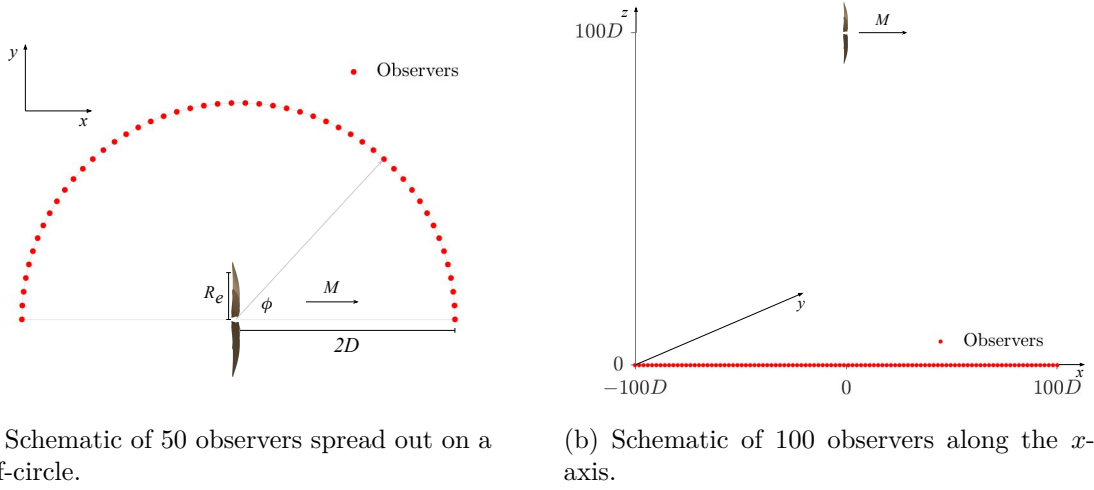 y
x
Observers
R_e
ϕ
M
2D
Schematic of 50 observers spread out on a
f-circle.
z
100D
M
y
Observers
0
x
−100D
0
100D
(b) Schematic of 100 observers along the x-
axis.